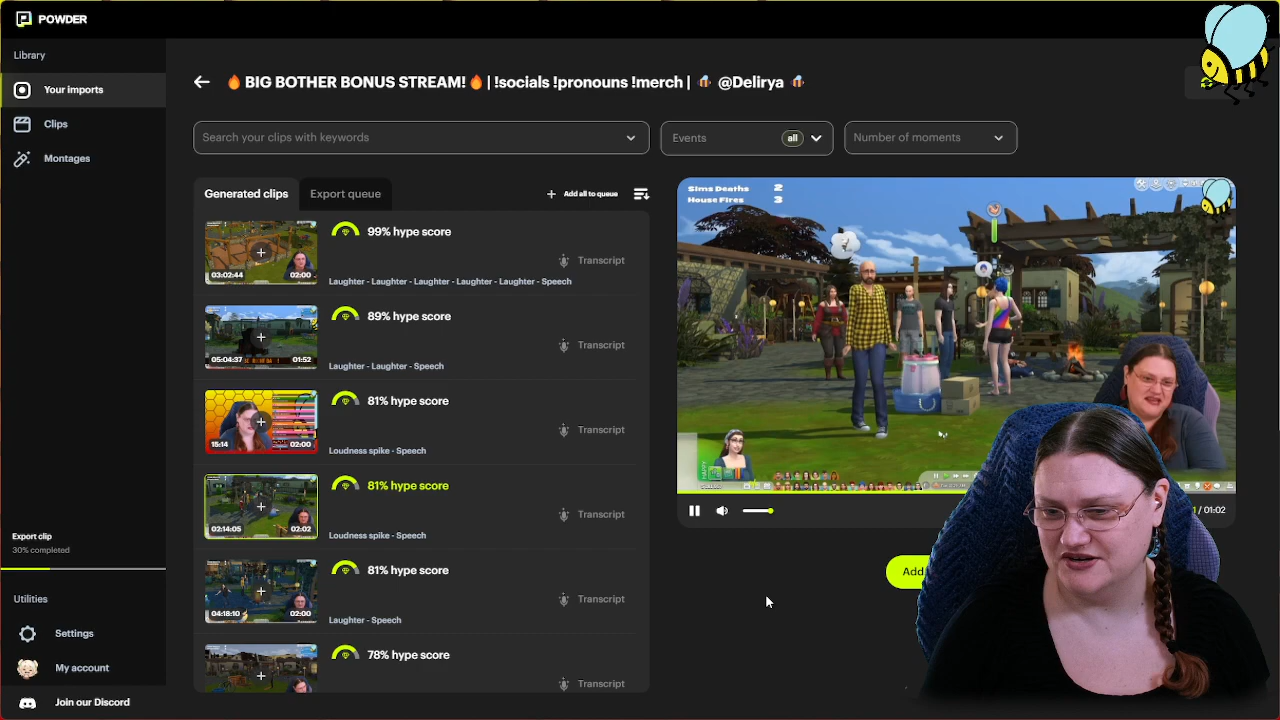 POWDER
Library
Your imports
Clips
Montages
Export clip
30% completed
Utilities
Settings
My account
Join our Discord
🔥 BIG BOTHER BONUS STREAM! 🔥 | !socials !pronouns !merch | 🐝 @Delirya 🐝
Search your clips with keywords
Events all
Number of moments
Generated clips
Export queue
Add all to queue
99% hype score
03:02:44 02:00
Transcript
Laughter - Laughter - Laughter - Laughter - Laughter - Speech
89% hype score
05:04:37 01:52
Transcript
Laughter - Laughter - Speech
81% hype score
15:14 02:00
Transcript
Loudness spike - Speech
81% hype score
02:14:05 02:02
Transcript
Loudness spike - Speech
81% hype score
04:18:10 02:00
Transcript
Laughter - Speech
78% hype score
Transcript
Sims Deaths 2
House Fires 3
/ 01:02
Add